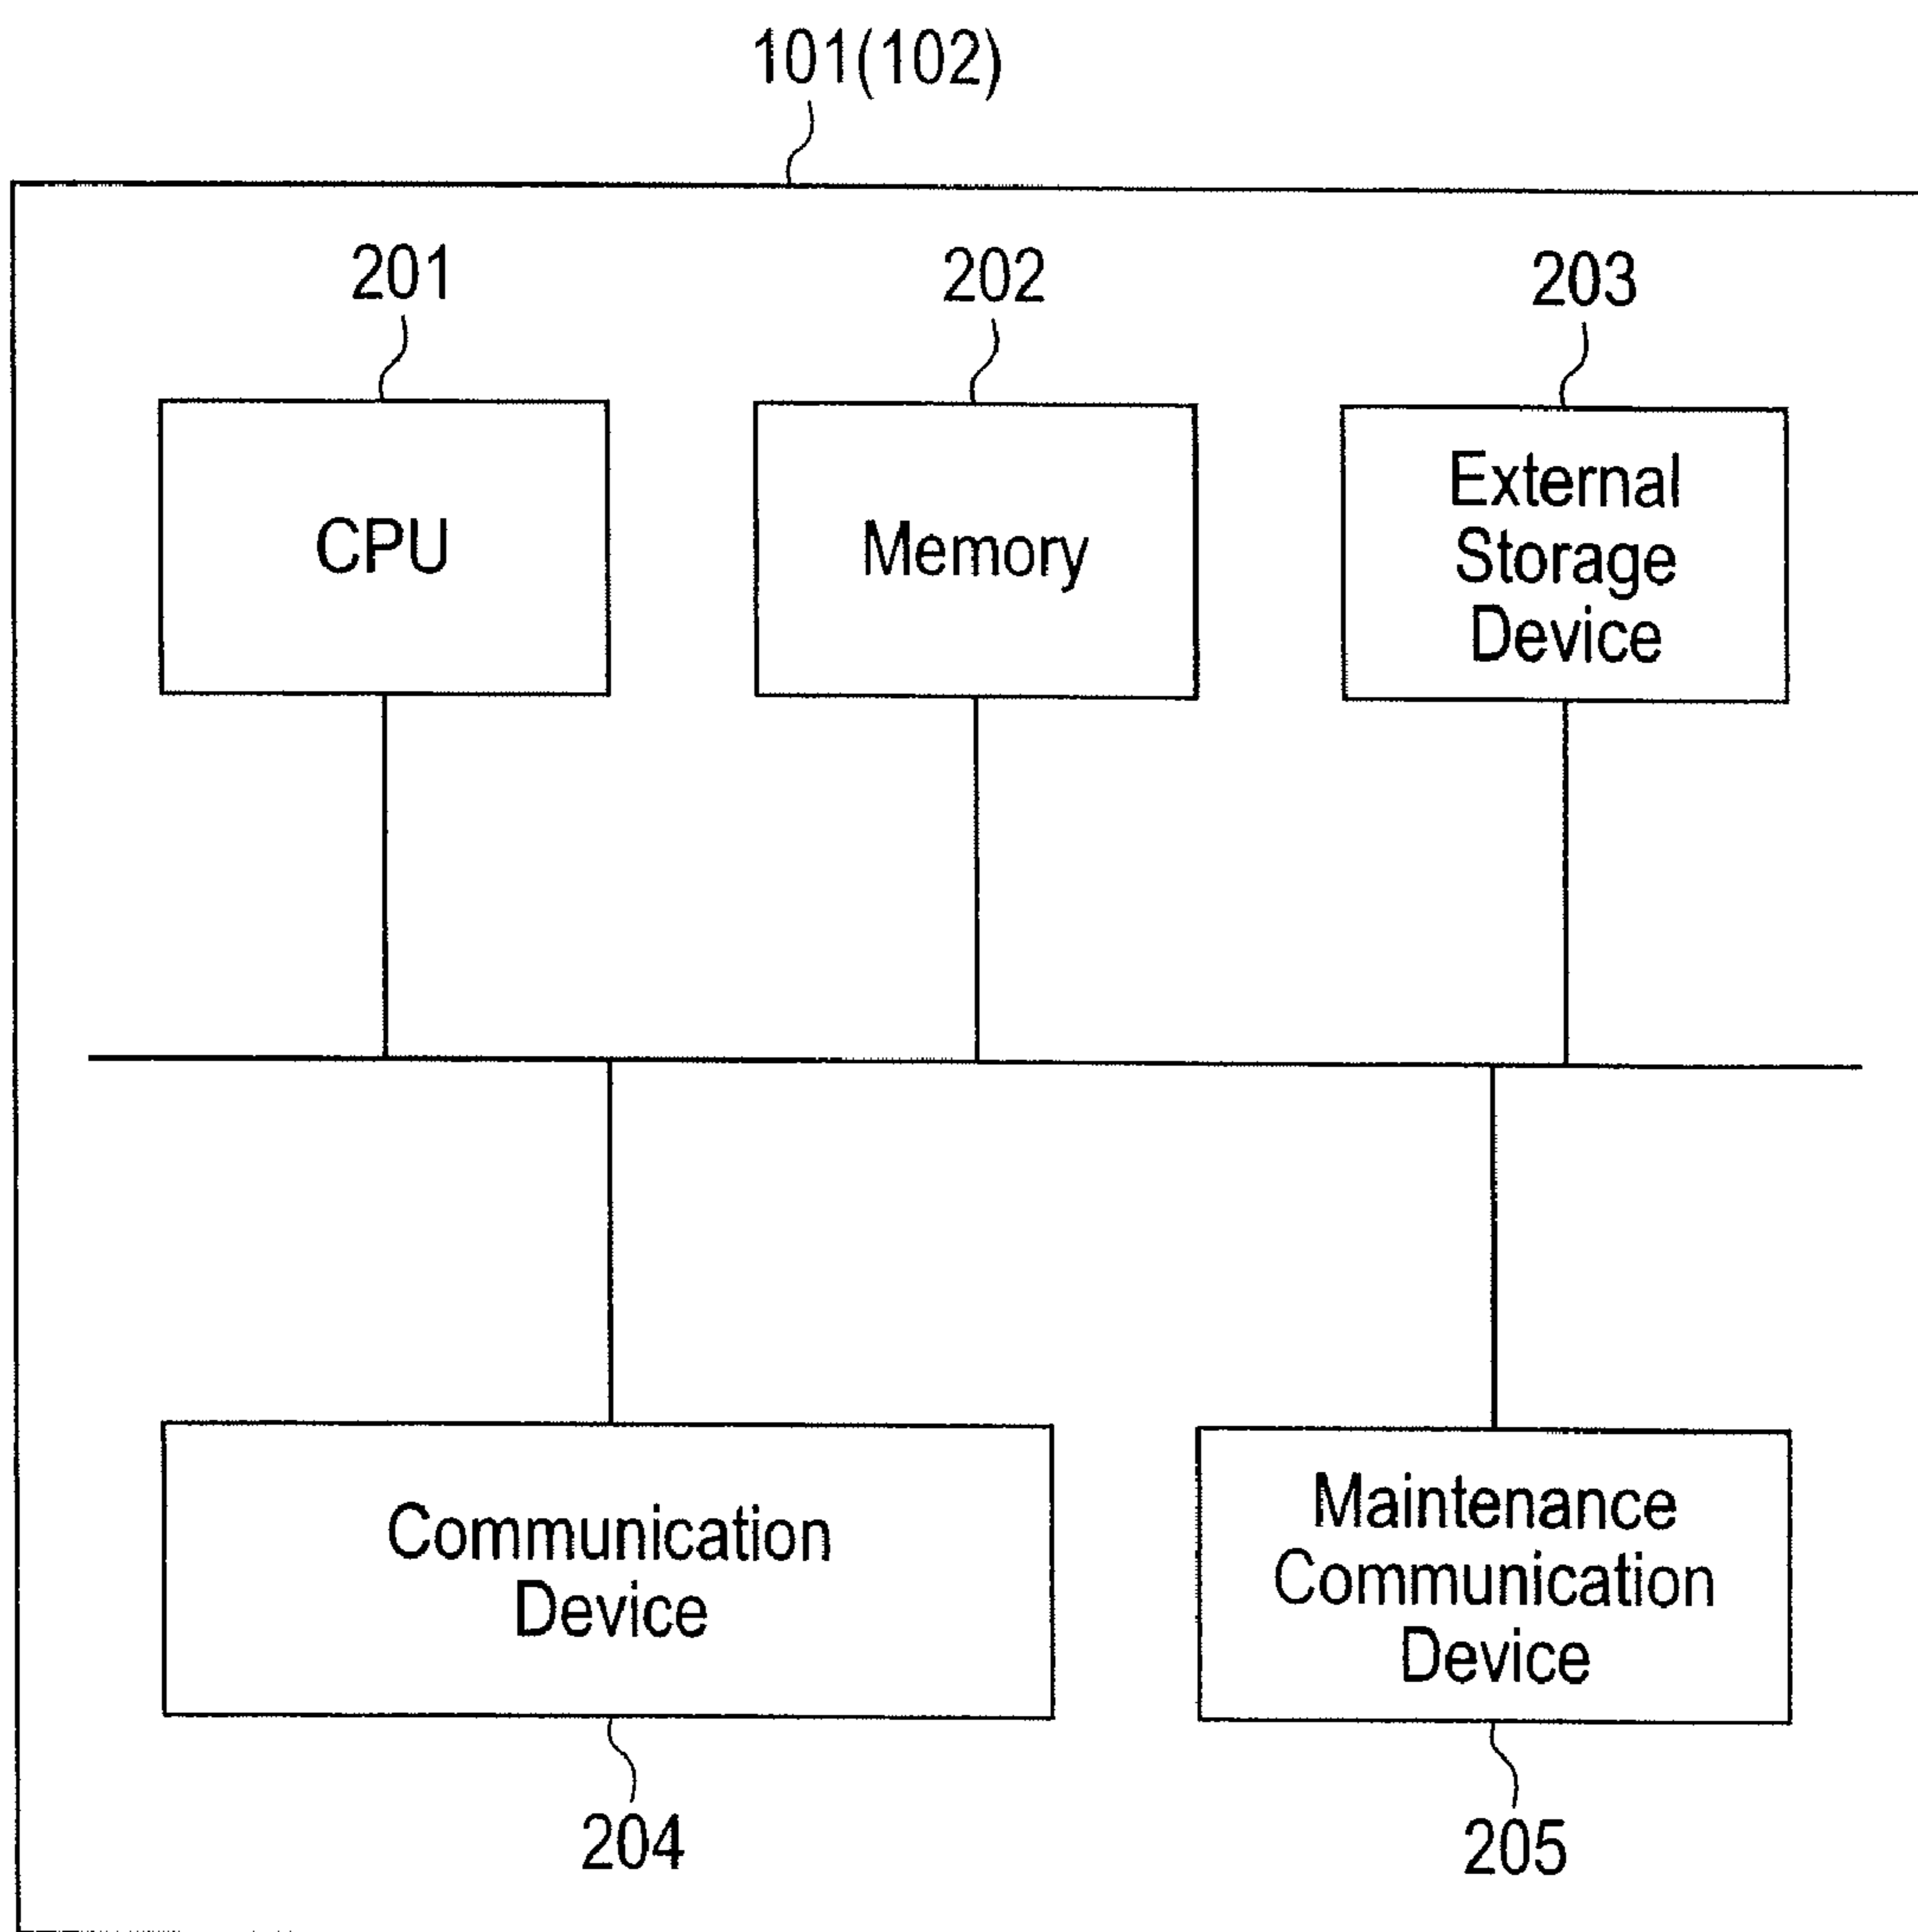 101(102)
201
202
203
CPU
Memory
External
Storage
Device
Communication
Device
Maintenance
Communication
Device
204
205